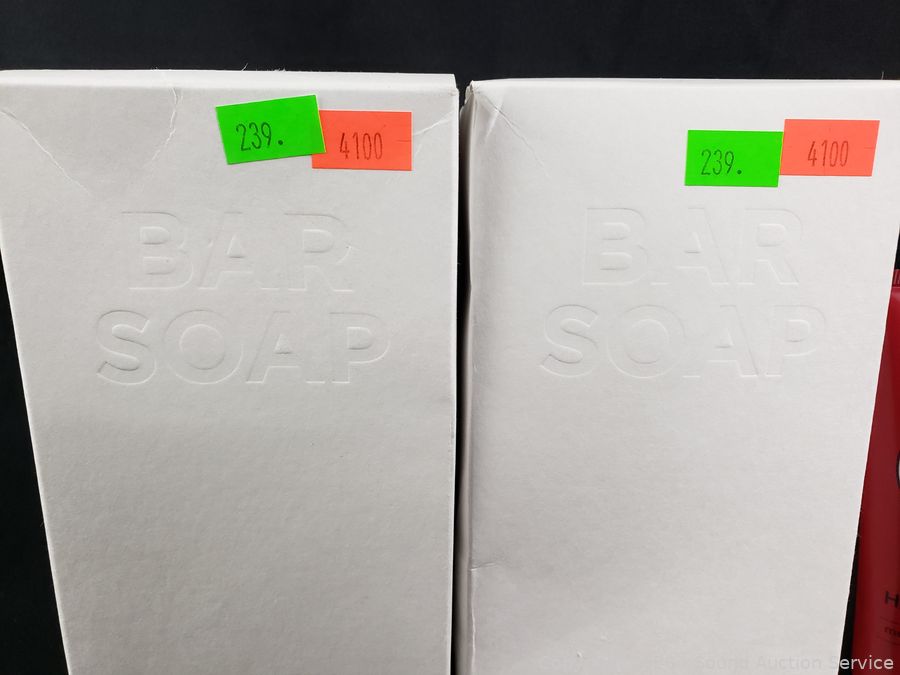 239.
4100
BAR
SOAP
239.
4100
BAR
SOAP
Sound Auction Service